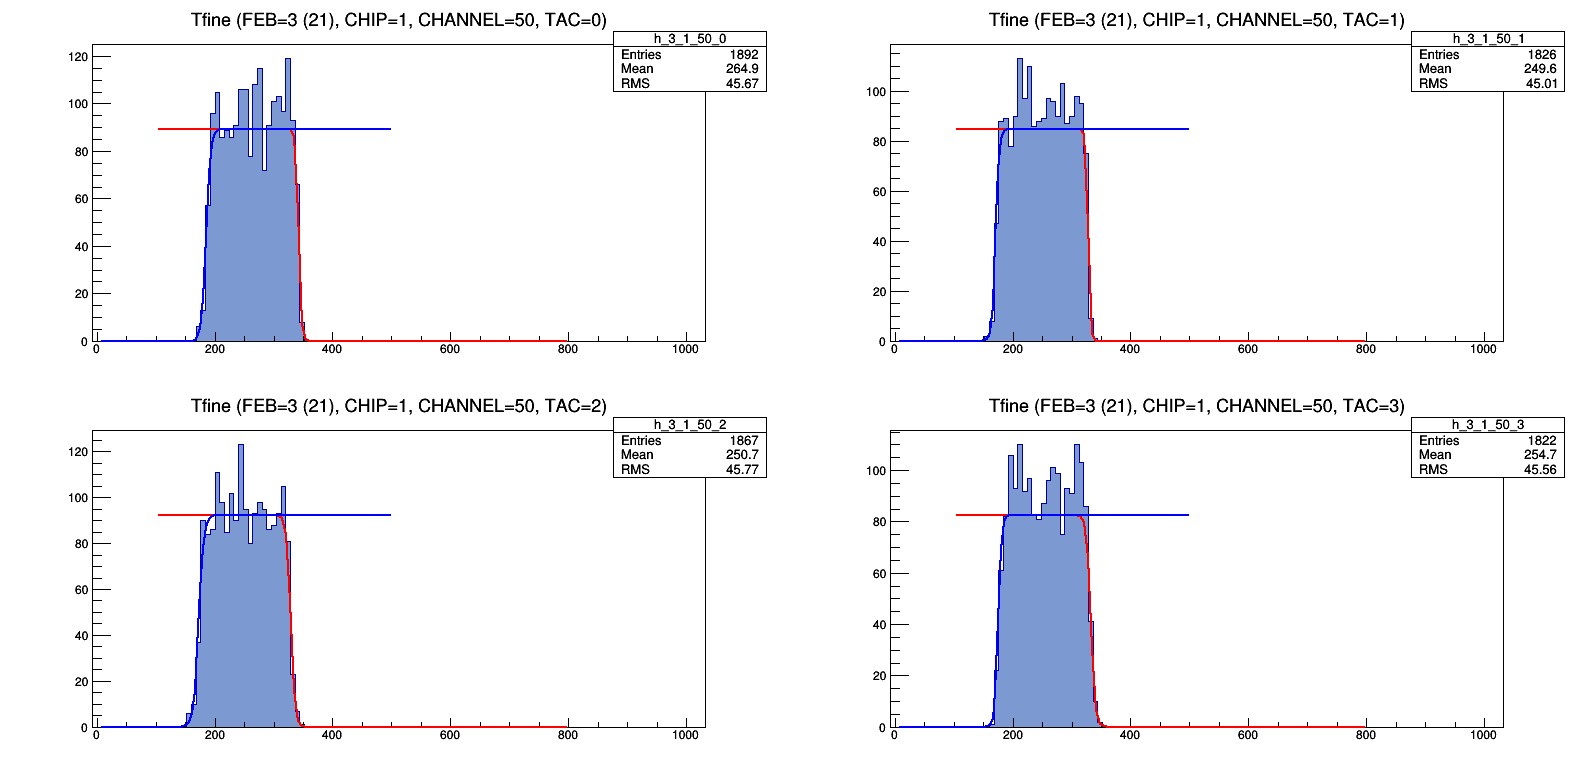 Tfine (FEB=3 (21), CHIP=1, CHANNEL=50, TAC=0)
h_3_1_50_0
Entries 1892
Mean 264.9
RMS 45.67
120
100
80
60
40
20
0
0 200 400 600 800 1000
Tfine (FEB=3 (21), CHIP=1, CHANNEL=50, TAC=1)
h_3_1_50_1
Entries 1826
Mean 249.6
RMS 45.01
100
80
60
40
20
0
0 200 400 600 800 1000
Tfine (FEB=3 (21), CHIP=1, CHANNEL=50, TAC=2)
h_3_1_50_2
Entries 1867
Mean 250.7
RMS 45.77
120
100
80
60
40
20
0
0 200 400 600 800 1000
Tfine (FEB=3 (21), CHIP=1, CHANNEL=50, TAC=3)
h_3_1_50_3
Entries 1822
Mean 254.7
RMS 45.56
100
80
60
40
20
0
0 200 400 600 800 1000